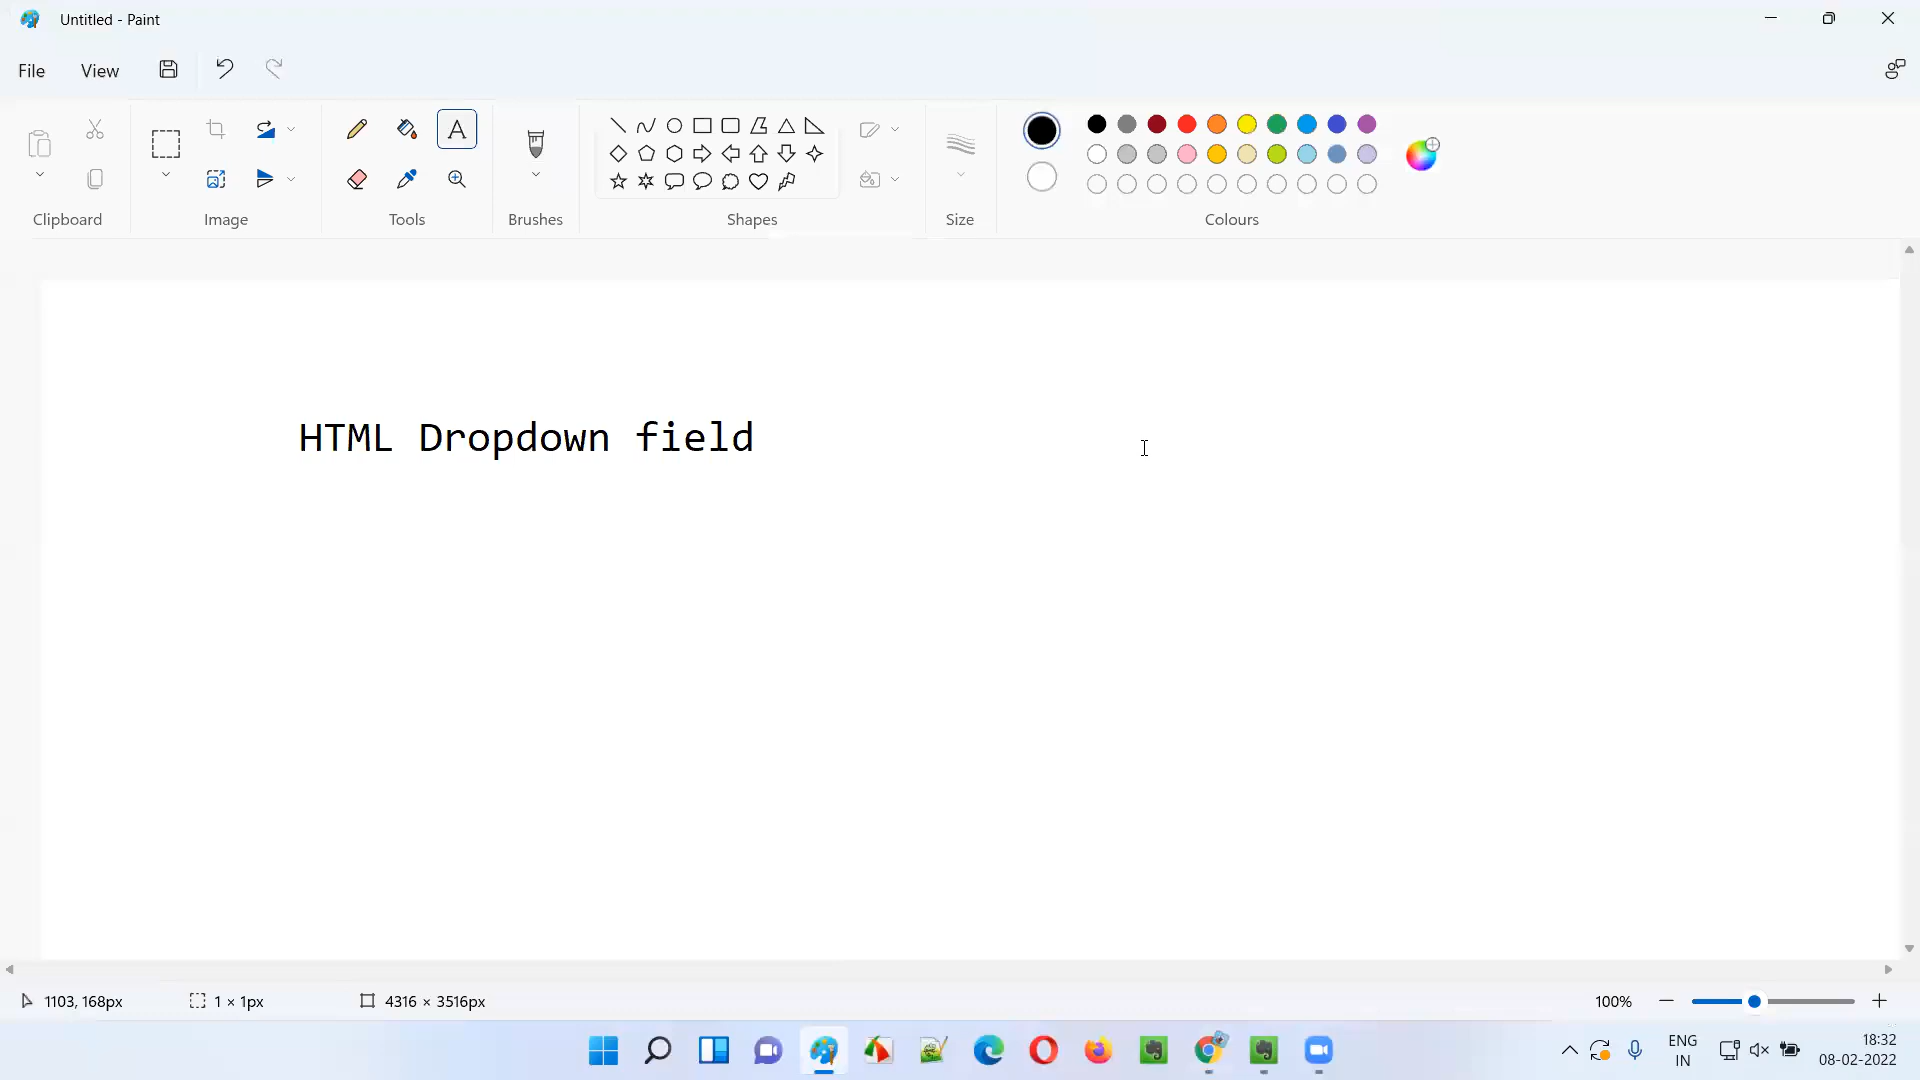 Untitled - Paint
File View
Clipboard Image Tools Brushes Shapes Size Colours
HTML Dropdown field
1103, 168px 1 × 1px 4316 × 3516px 100%
ENG
IN
18:32
08-02-2022